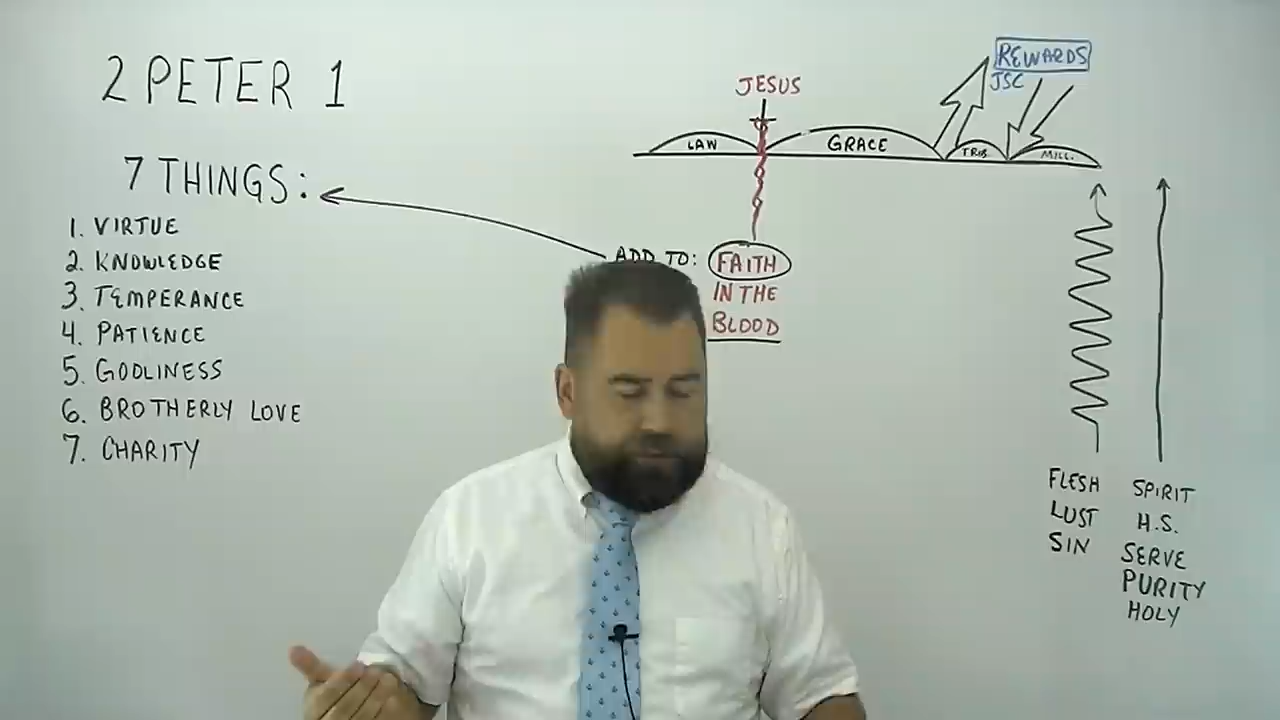 2 PETER 1
7 THINGS:
1. VIRTUE
2. KNOWLEDGE
3. TEMPERANCE
4. PATIENCE
5. GODLINESS
6. BROTHERLY LOVE
7. CHARITY
JESUS
REWARDS
JSC
LAW
GRACE
TRIB.
MILL.
ADD TO: FAITH
IN THE
BLOOD
FLESH
LUST
SIN
SPIRIT
H.S.
SERVE
PURITY
HOLY